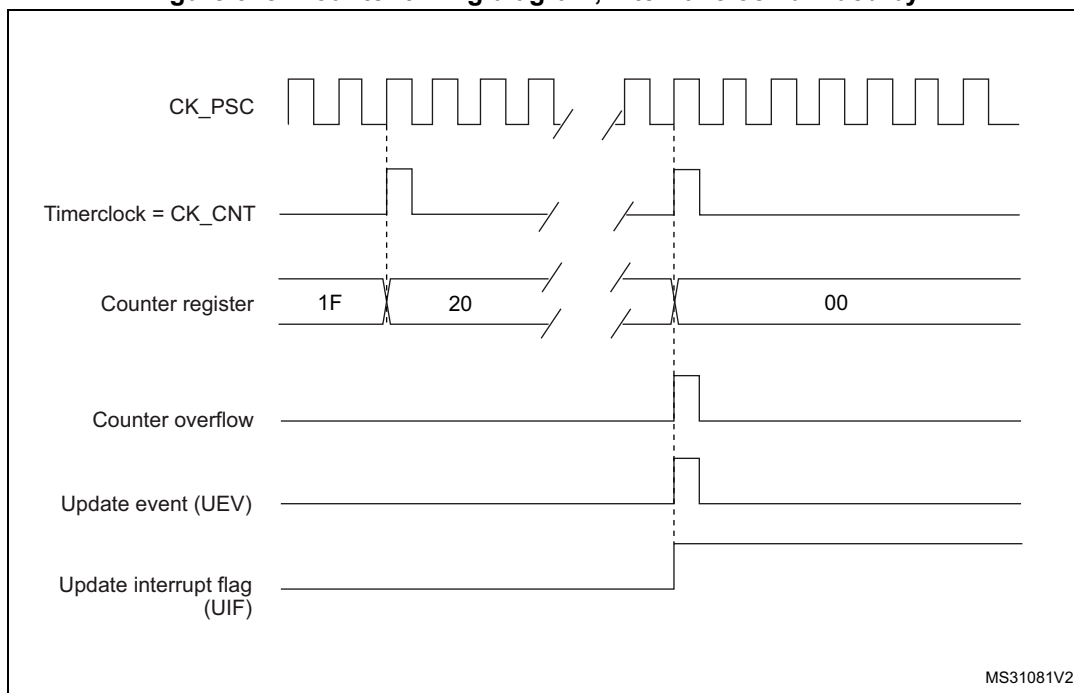 CK_PSC
Timerclock = CK_CNT
Counter register
1F
20
00
Counter overflow
Update event (UEV)
Update interrupt flag
(UIF)
MS31081V2